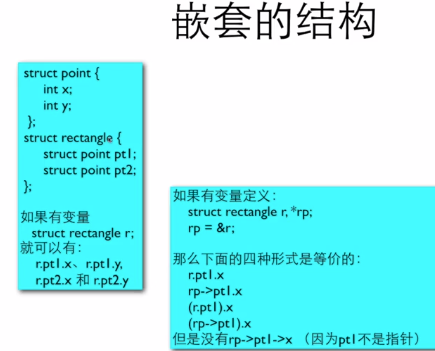 嵌套的结构
struct point {
int x;
int y;
};
struct rectangle {
struct point pt1;
struct point pt2;
};
如果有变量
struct rectangle r;
就可以有：
r.pt1.x、r.pt1.y,
r.pt2.x 和 r.pt2.y
如果有变量定义：
struct rectangle r, *rp;
rp = &r;
那么下面的四种形式是等价的：
r.pt1.x
rp->pt1.x
(r.pt1).x
(rp->pt1).x
但是没有rp->pt1->x （因为pt1不是指针）